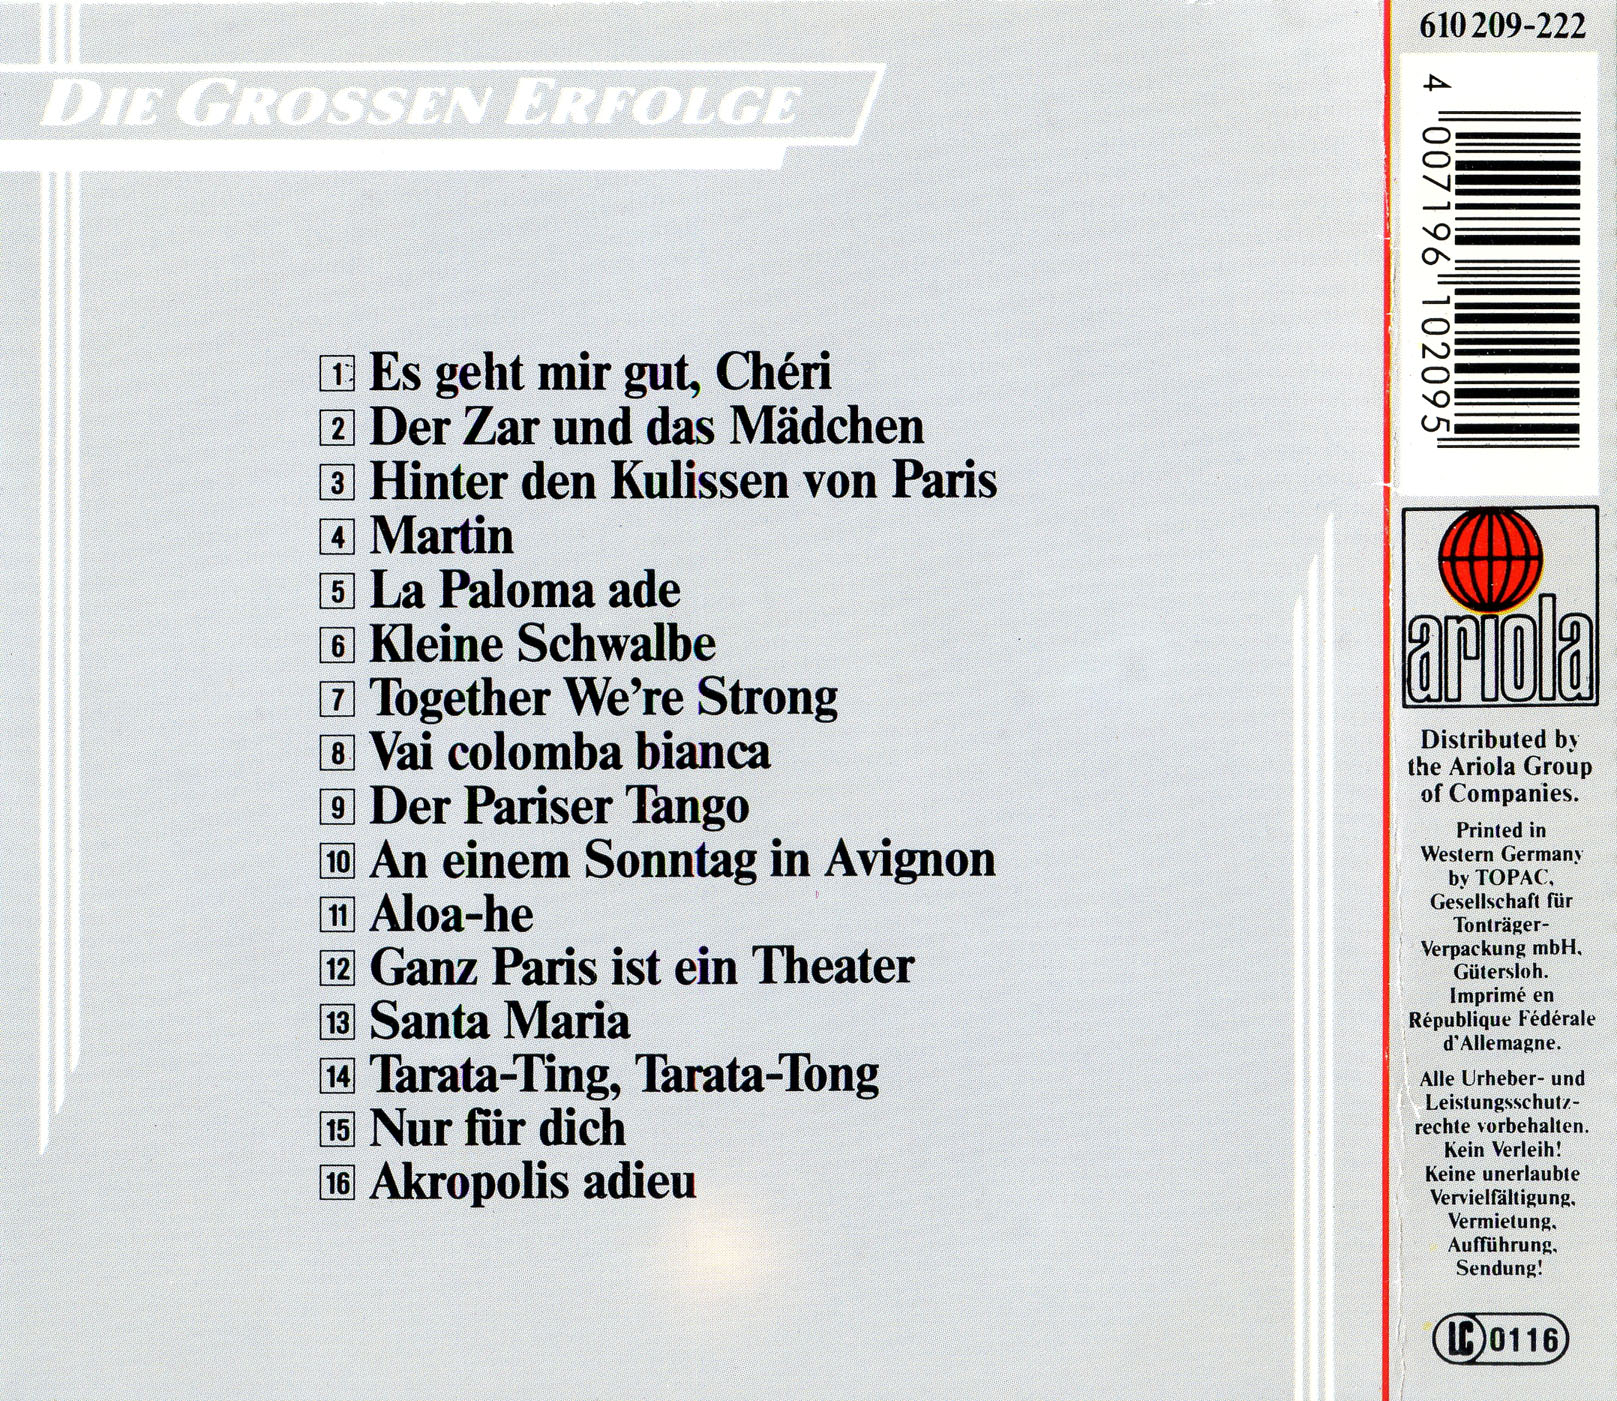 DIE GROSSEN ERFOLGE
1 Es geht mir gut, Chéri
2 Der Zar und das Mädchen
3 Hinter den Kulissen von Paris
4 Martin
5 La Paloma ade
6 Kleine Schwalbe
7 Together We're Strong
8 Vai colomba bianca
9 Der Pariser Tango
10 An einem Sonntag in Avignon
11 Aloa-he
12 Ganz Paris ist ein Theater
13 Santa Maria
14 Tarata-Ting, Tarata-Tong
15 Nur für dich
16 Akropolis adieu
610 209-222
4 007196 102095
ariola
Distributed by
the Ariola Group
of Companies.
Printed in
Western Germany
by TOPAC,
Gesellschaft für
Tonträger-
Verpackung mbH,
Gütersloh.
Imprimé en
République Fédérale
d'Allemagne.
Alle Urheber- und
Leistungsschutz-
rechte vorbehalten.
Kein Verleih!
Keine unerlaubte
Vervielfältigung,
Vermietung,
Aufführung,
Sendung!
LC 0116